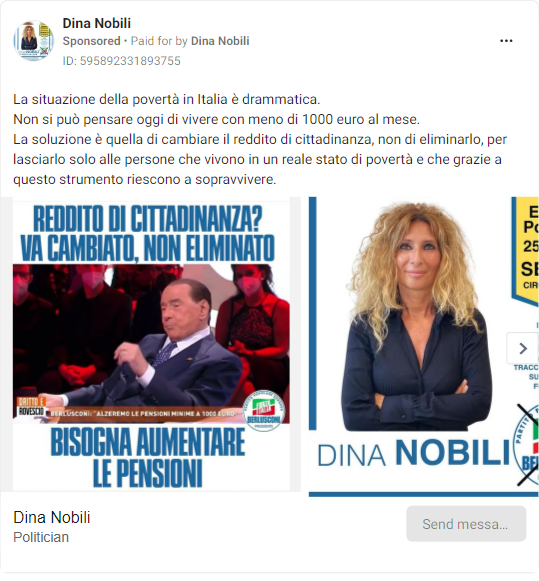 Dina Nobili
Sponsored • Paid for by Dina Nobili
ID: 595892331893755
La situazione della povertà in Italia è drammatica.
Non si può pensare oggi di vivere con meno di 1000 euro al mese.
La soluzione è quella di cambiare il reddito di cittadinanza, non di eliminarlo, per
lasciarlo solo alle persone che vivono in un reale stato di povertà e che grazie a
questo strumento riescono a sopravvivere.
REDDITO DI CITTADINANZA?
VA CAMBIATO, NON ELIMINATO
DRITTO E
ROVESCIO
BERLUSCONI: "ALZEREMO LE PENSIONI MINIME A 1000 EURO"
FORZA
ITALIA
BERLUSCONI
BISOGNA AUMENTARE
LE PENSIONI
E
Po
25
SE
CIR
TRACC
SU
F
DINA NOBILI
PARTIT
BER
Dina Nobili
Politician
Send messa...